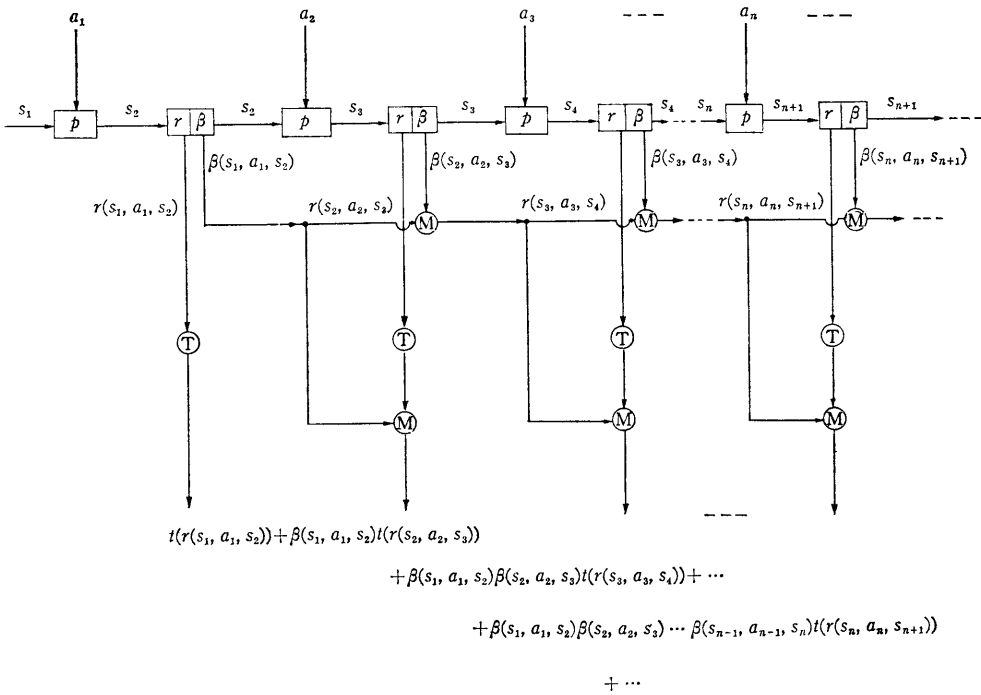 a₁ a₂ a₃ --- aₙ ---
s₁ p s₂ r β s₂ p s₃ r β s₃ p s₄ r β s₄ --- sₙ p sₙ₊₁ r β sₙ₊₁ ---
β(s₁, a₁, s₂) β(s₂, a₂, s₃) β(s₃, a₃, s₄) β(sₙ, aₙ, sₙ₊₁)
r(s₁, a₁, s₂) r(s₂, a₂, s₃) r(s₃, a₃, s₄) r(sₙ, aₙ, sₙ₊₁)
M M --- M ---
T T T T
M M M
---
t(r(s₁, a₁, s₂))+β(s₁, a₁, s₂)t(r(s₂, a₂, s₃))
+β(s₁, a₁, s₂)β(s₂, a₂, s₃)t(r(s₃, a₃, s₄))+ ⋯
+β(s₁, a₁, s₂)β(s₂, a₂, s₃) ⋯ β(sₙ₋₁, aₙ₋₁, sₙ)t(r(sₙ, aₙ, sₙ₊₁))
+ ⋯